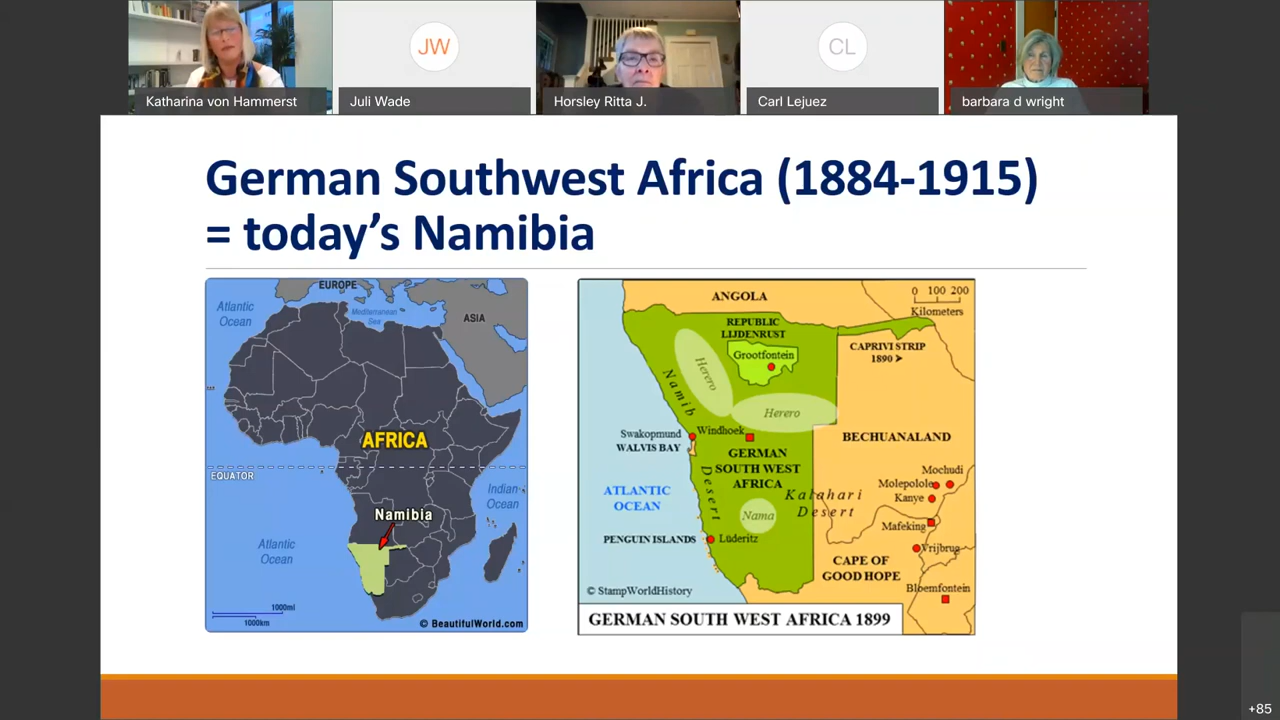 JW
CL
Katharina von Hammerst
Juli Wade
Horsley Ritta J.
Carl Lejuez
barbara d wright
German Southwest Africa (1884-1915)
= today's Namibia
EUROPE
Atlantic
Ocean
Mediterranean
Sea
ASIA
AFRICA
EQUATOR
Indian
Ocean
Namibia
Atlantic
Ocean
1000mi
1000km
© BeautifulWorld.com
ANGOLA
0 100 200
Kilometers
REPUBLIC
LIJDENRUST
Grootfontein
CAPRIVI STRIP
1890 ➤
Herero
Namib
Herero
Swakopmund
Windhoek
WALVIS BAY
BECHUANALAND
GERMAN
SOUTH WEST
AFRICA
Desert
Mochudi
Molepolole
Kanye
Kalahari
Desert
ATLANTIC
OCEAN
Nama
Mafeking
PENGUIN ISLANDS
Lüderitz
Vrijbrug
CAPE OF
GOOD HOPE
Bloemfontein
© StampWorldHistory
GERMAN SOUTH WEST AFRICA 1899
+85